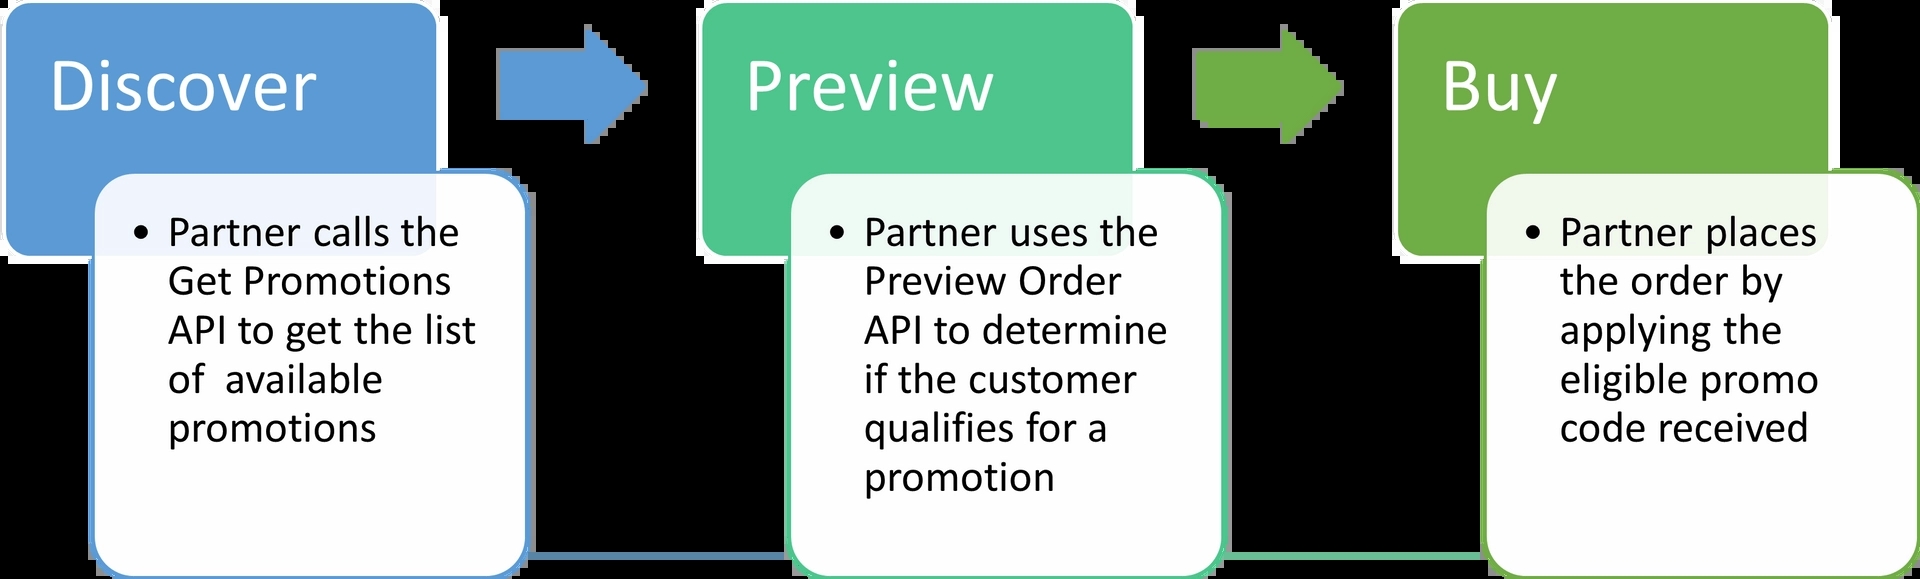 Discover
• Partner calls the
Get Promotions
API to get the list
of  available
promotions
Preview
• Partner uses the
Preview Order
API to determine
if the customer
qualifies for a
promotion
Buy
• Partner places
the order by
applying the
eligible promo
code received